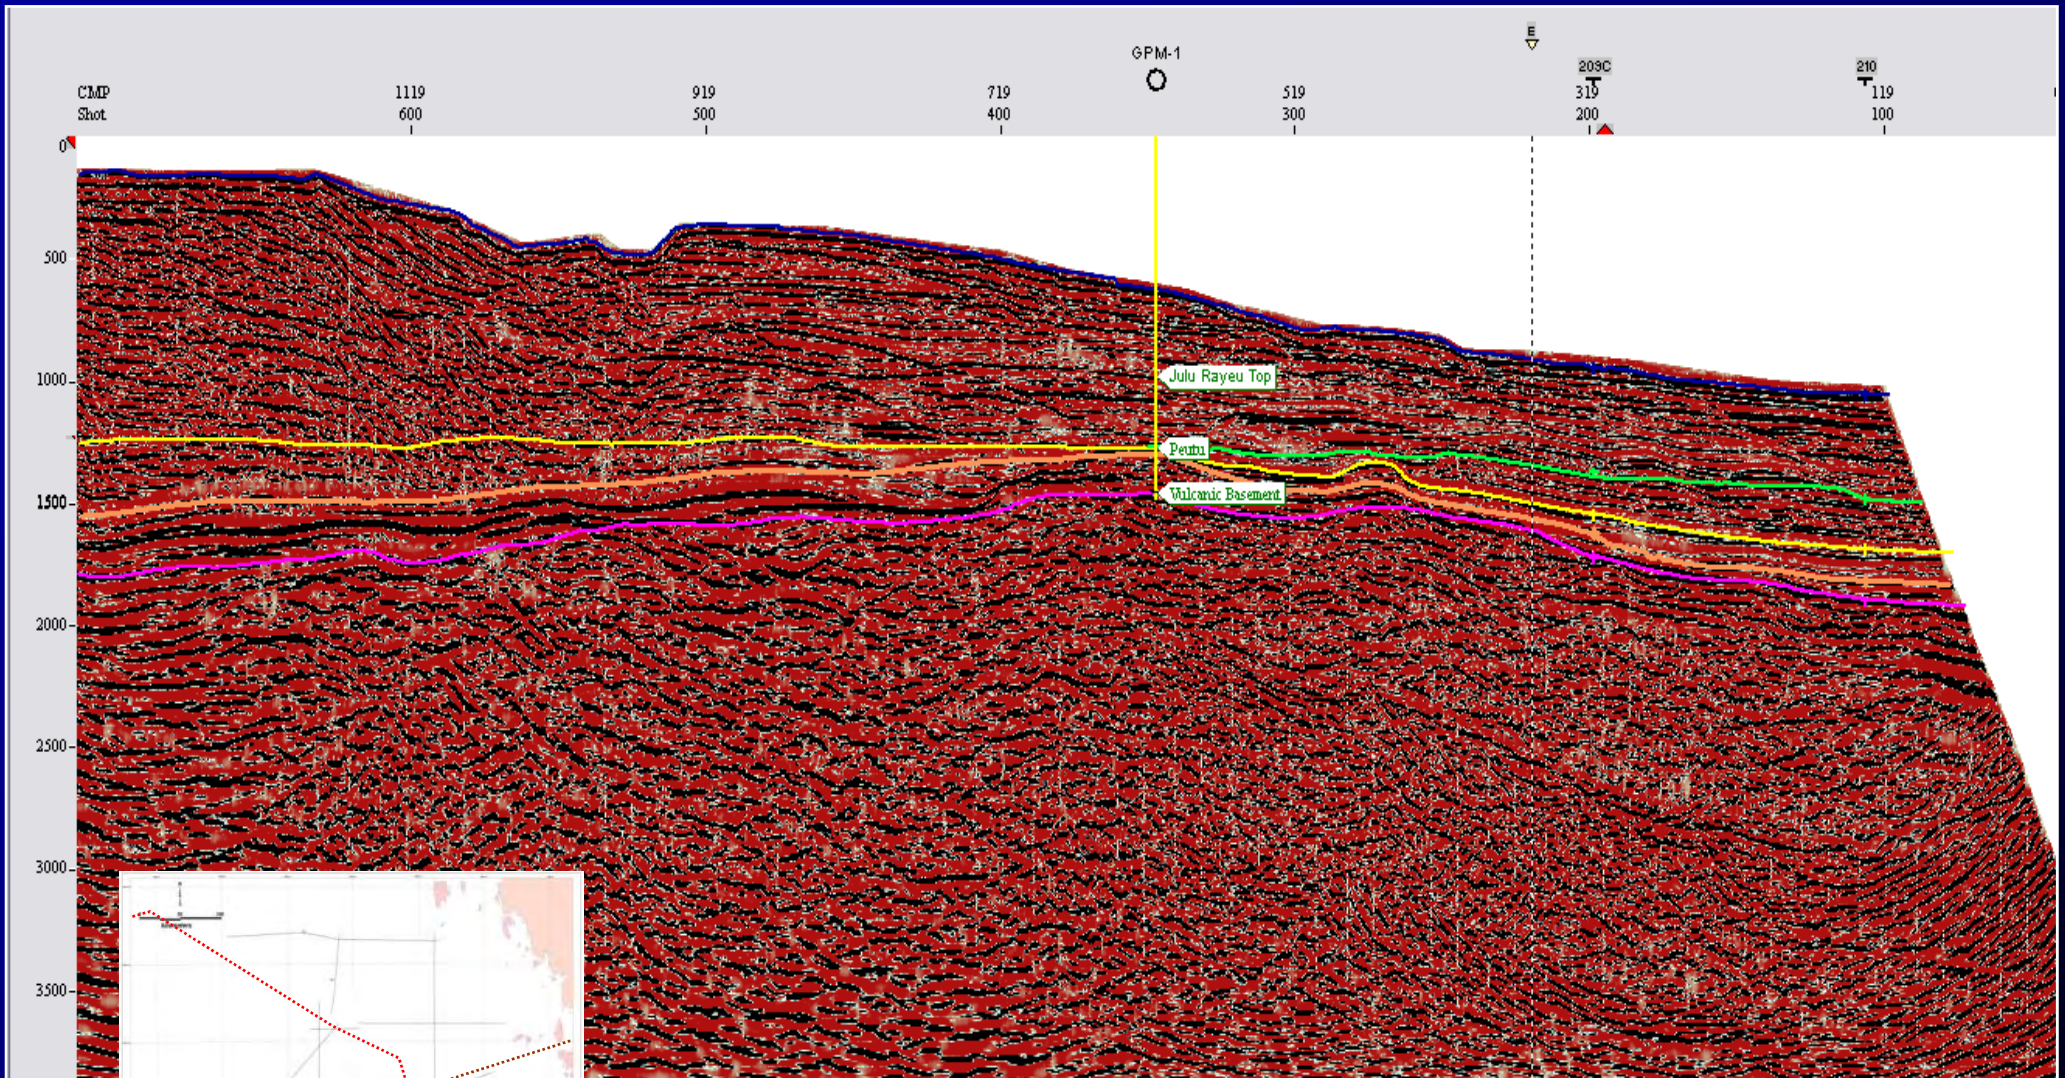 E
GPM-1
209C 210
CMP 1119 919 719 519 319 119
Shot 600 500 400 300 200 100
0
500
1000
Julu Rayeu Top
Peutu
Vulcanic Basement
1500
2000
2500
3000
3500